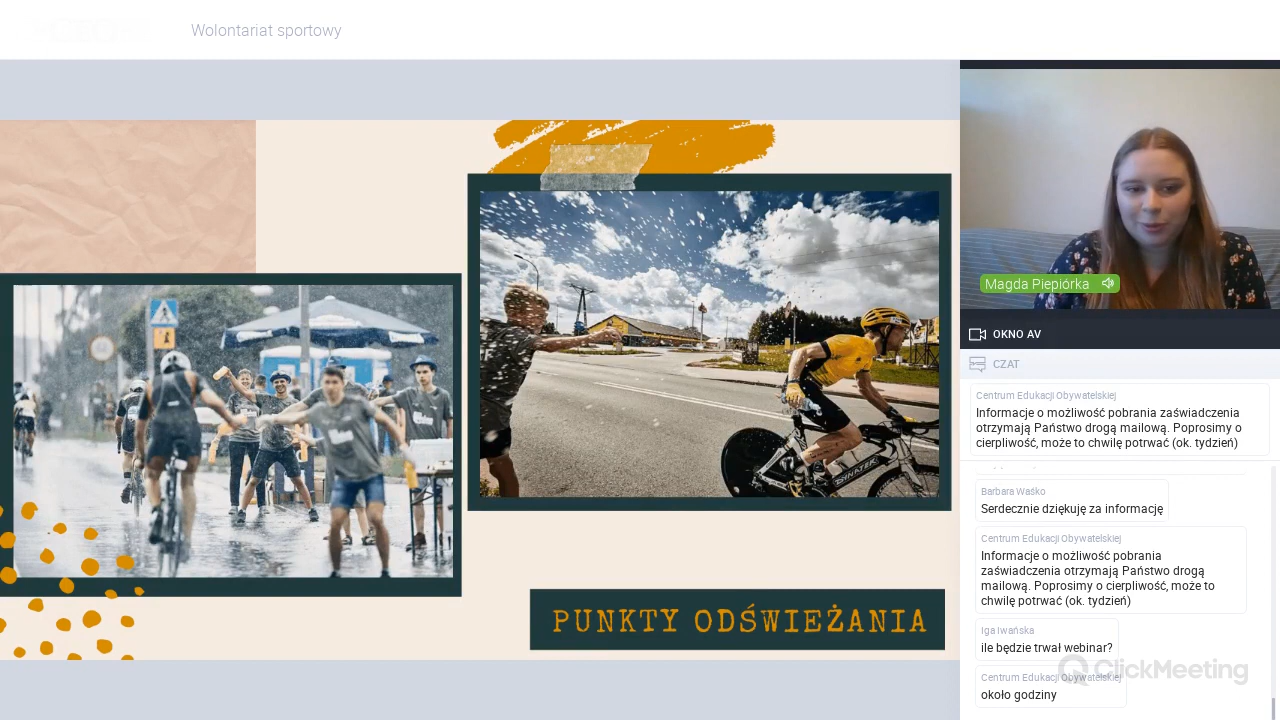 Wolontariat sportowy
PUNKTY ODŚWIEŻANIA
Magda Piepiórka
OKNO AV
CZAT
Centrum Edukacji Obywatelskiej
Informacje o możliwość pobrania zaświadczenia
otrzymają Państwo drogą mailową. Poprosimy o
cierpliwość, może to chwilę potrwać (ok. tydzień)
Barbara Waśko
Serdecznie dziękuję za informację
Centrum Edukacji Obywatelskiej
Informacje o możliwość pobrania
zaświadczenia otrzymają Państwo drogą
mailową. Poprosimy o cierpliwość, może to
chwilę potrwać (ok. tydzień)
Iga Iwańska
ile będzie trwał webinar?
Centrum Edukacji Obywatelskiej
około godziny
ClickMeeting